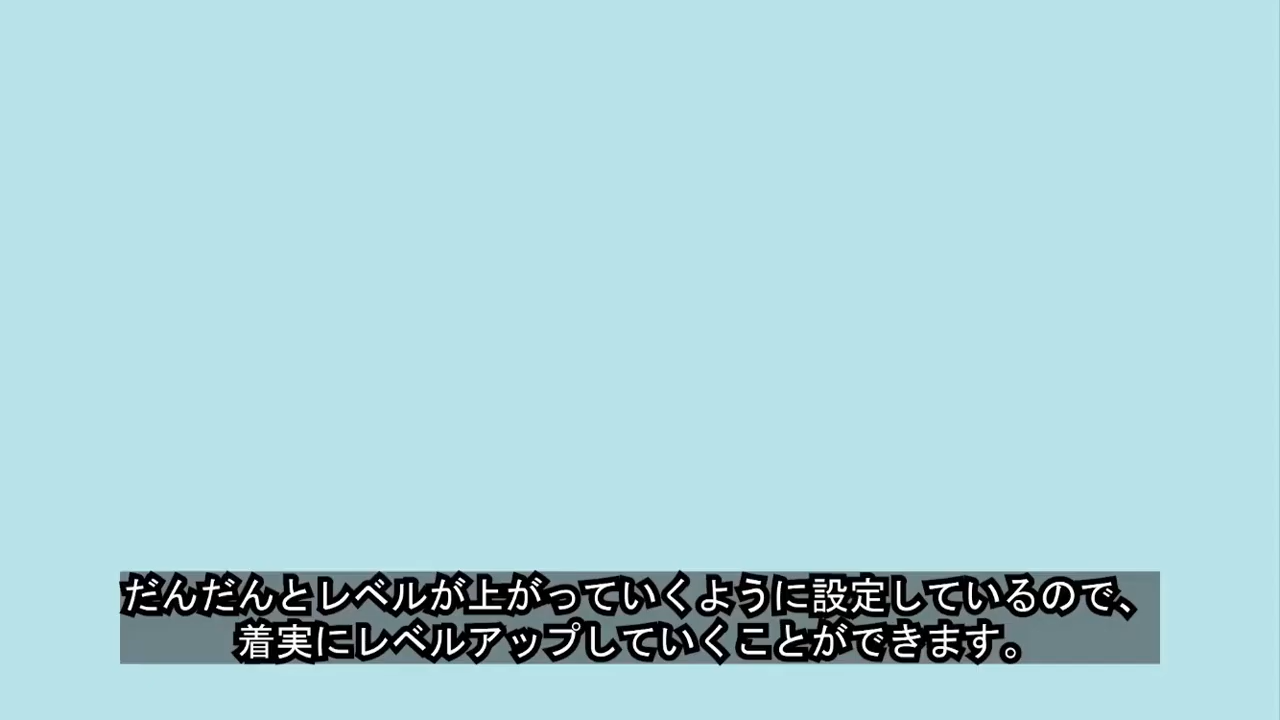 だんだんとレベルが上がっていくように設定しているので、
着実にレベルアップしていくことができます。